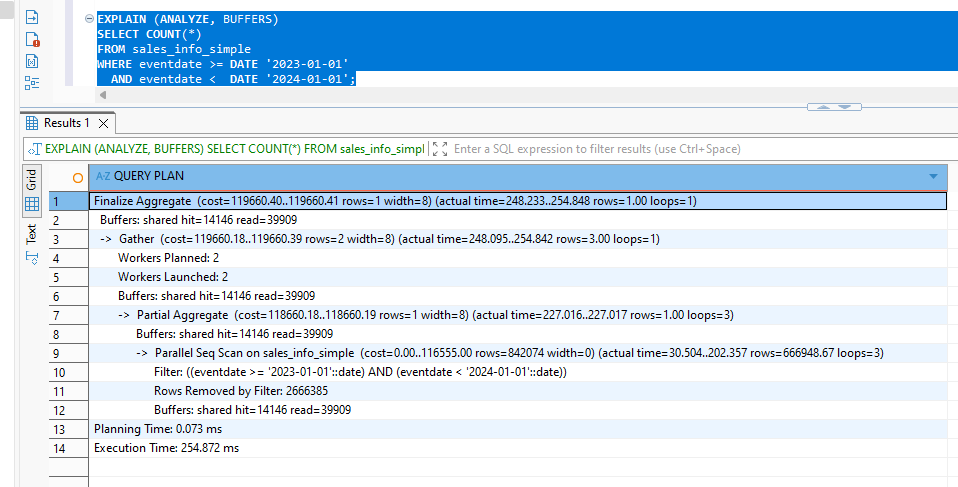 EXPLAIN (ANALYZE, BUFFERS)
SELECT COUNT(*)
FROM sales_info_simple
WHERE eventdate >= DATE '2023-01-01'
AND eventdate < DATE '2024-01-01';
Results 1
EXPLAIN (ANALYZE, BUFFERS) SELECT COUNT(*) FROM sales_info_simpl
Enter a SQL expression to filter results (use Ctrl+Space)
Grid
Text
A-Z QUERY PLAN
1 Finalize Aggregate (cost=119660.40..119660.41 rows=1 width=8) (actual time=248.233..254.848 rows=1.00 loops=1)
2 Buffers: shared hit=14146 read=39909
3 -> Gather (cost=119660.18..119660.39 rows=2 width=8) (actual time=248.095..254.842 rows=3.00 loops=1)
4 Workers Planned: 2
5 Workers Launched: 2
6 Buffers: shared hit=14146 read=39909
7 -> Partial Aggregate (cost=118660.18..118660.19 rows=1 width=8) (actual time=227.016..227.017 rows=1.00 loops=3)
8 Buffers: shared hit=14146 read=39909
9 -> Parallel Seq Scan on sales_info_simple (cost=0.00..116555.00 rows=842074 width=0) (actual time=30.504..202.357 rows=666948.67 loops=3)
10 Filter: ((eventdate >= '2023-01-01'::date) AND (eventdate < '2024-01-01'::date))
11 Rows Removed by Filter: 2666385
12 Buffers: shared hit=14146 read=39909
13 Planning Time: 0.073 ms
14 Execution Time: 254.872 ms